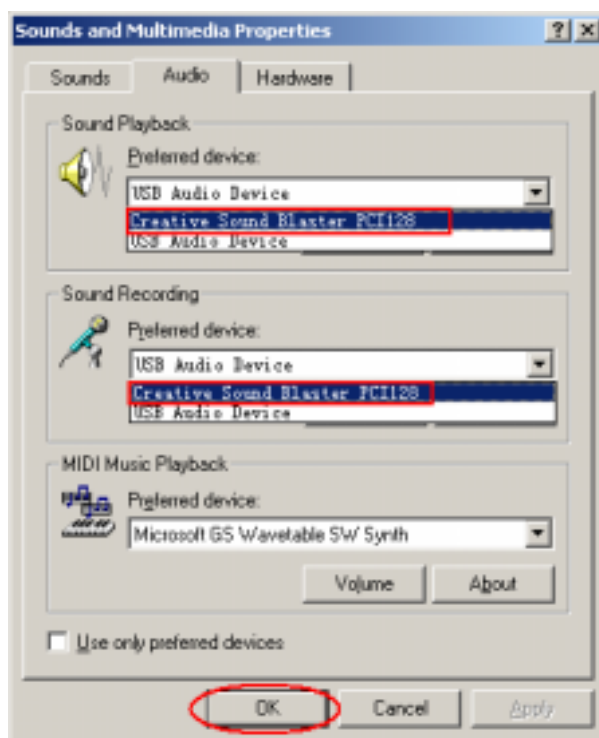 Sounds and Multimedia Properties
Sounds Audio Hardware
Sound Playback
Preferred device:
USB Audio Device
Creative Sound Blaster PCI128
USB Audio Device
Sound Recording
Preferred device:
USB Audio Device
Creative Sound Blaster PCI128
USB Audio Device
MIDI Music Playback
Preferred device:
Microsoft GS Wavetable SW Synth
Volume About
Use only preferred devices
OK Cancel Apply